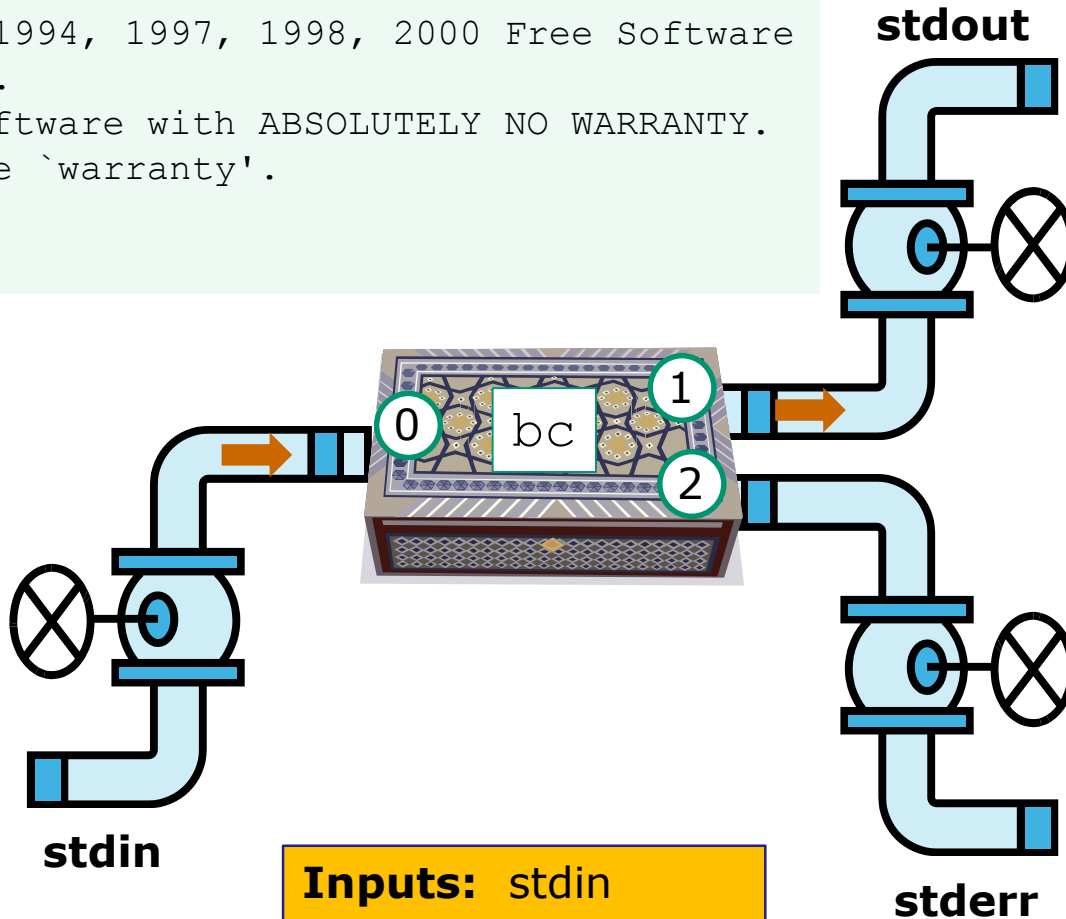 1994, 1997, 1998, 2000 Free Software
.
ftware with ABSOLUTELY NO WARRANTY.
e `warranty'.
stdout
0
bc
1
2
stdin
Inputs: stdin
stderr